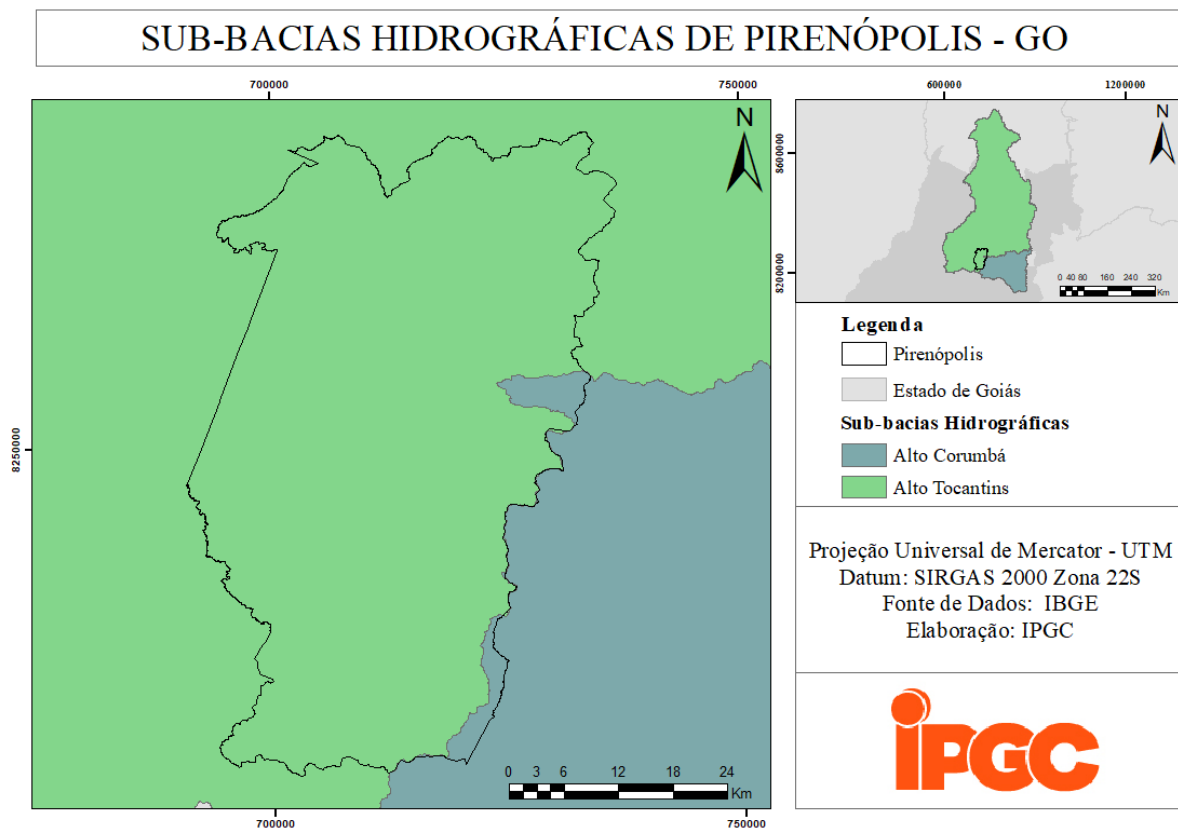 SUB-BACIAS HIDROGRÁFICAS DE PIRENÓPOLIS - GO
700000
750000
N
8250000
0 3 6 12 18 24
Km
700000
750000
600000
1200000
N
8600000
8200000
0 40 80 160 240 320
Km
Legenda
Pirenópolis
Estado de Goiás
Sub-bacias Hidrográficas
Alto Corumbá
Alto Tocantins
Projeção Universal de Mercator - UTM
Datum: SIRGAS 2000 Zona 22S
Fonte de Dados: IBGE
Elaboração: IPGC
iPGC